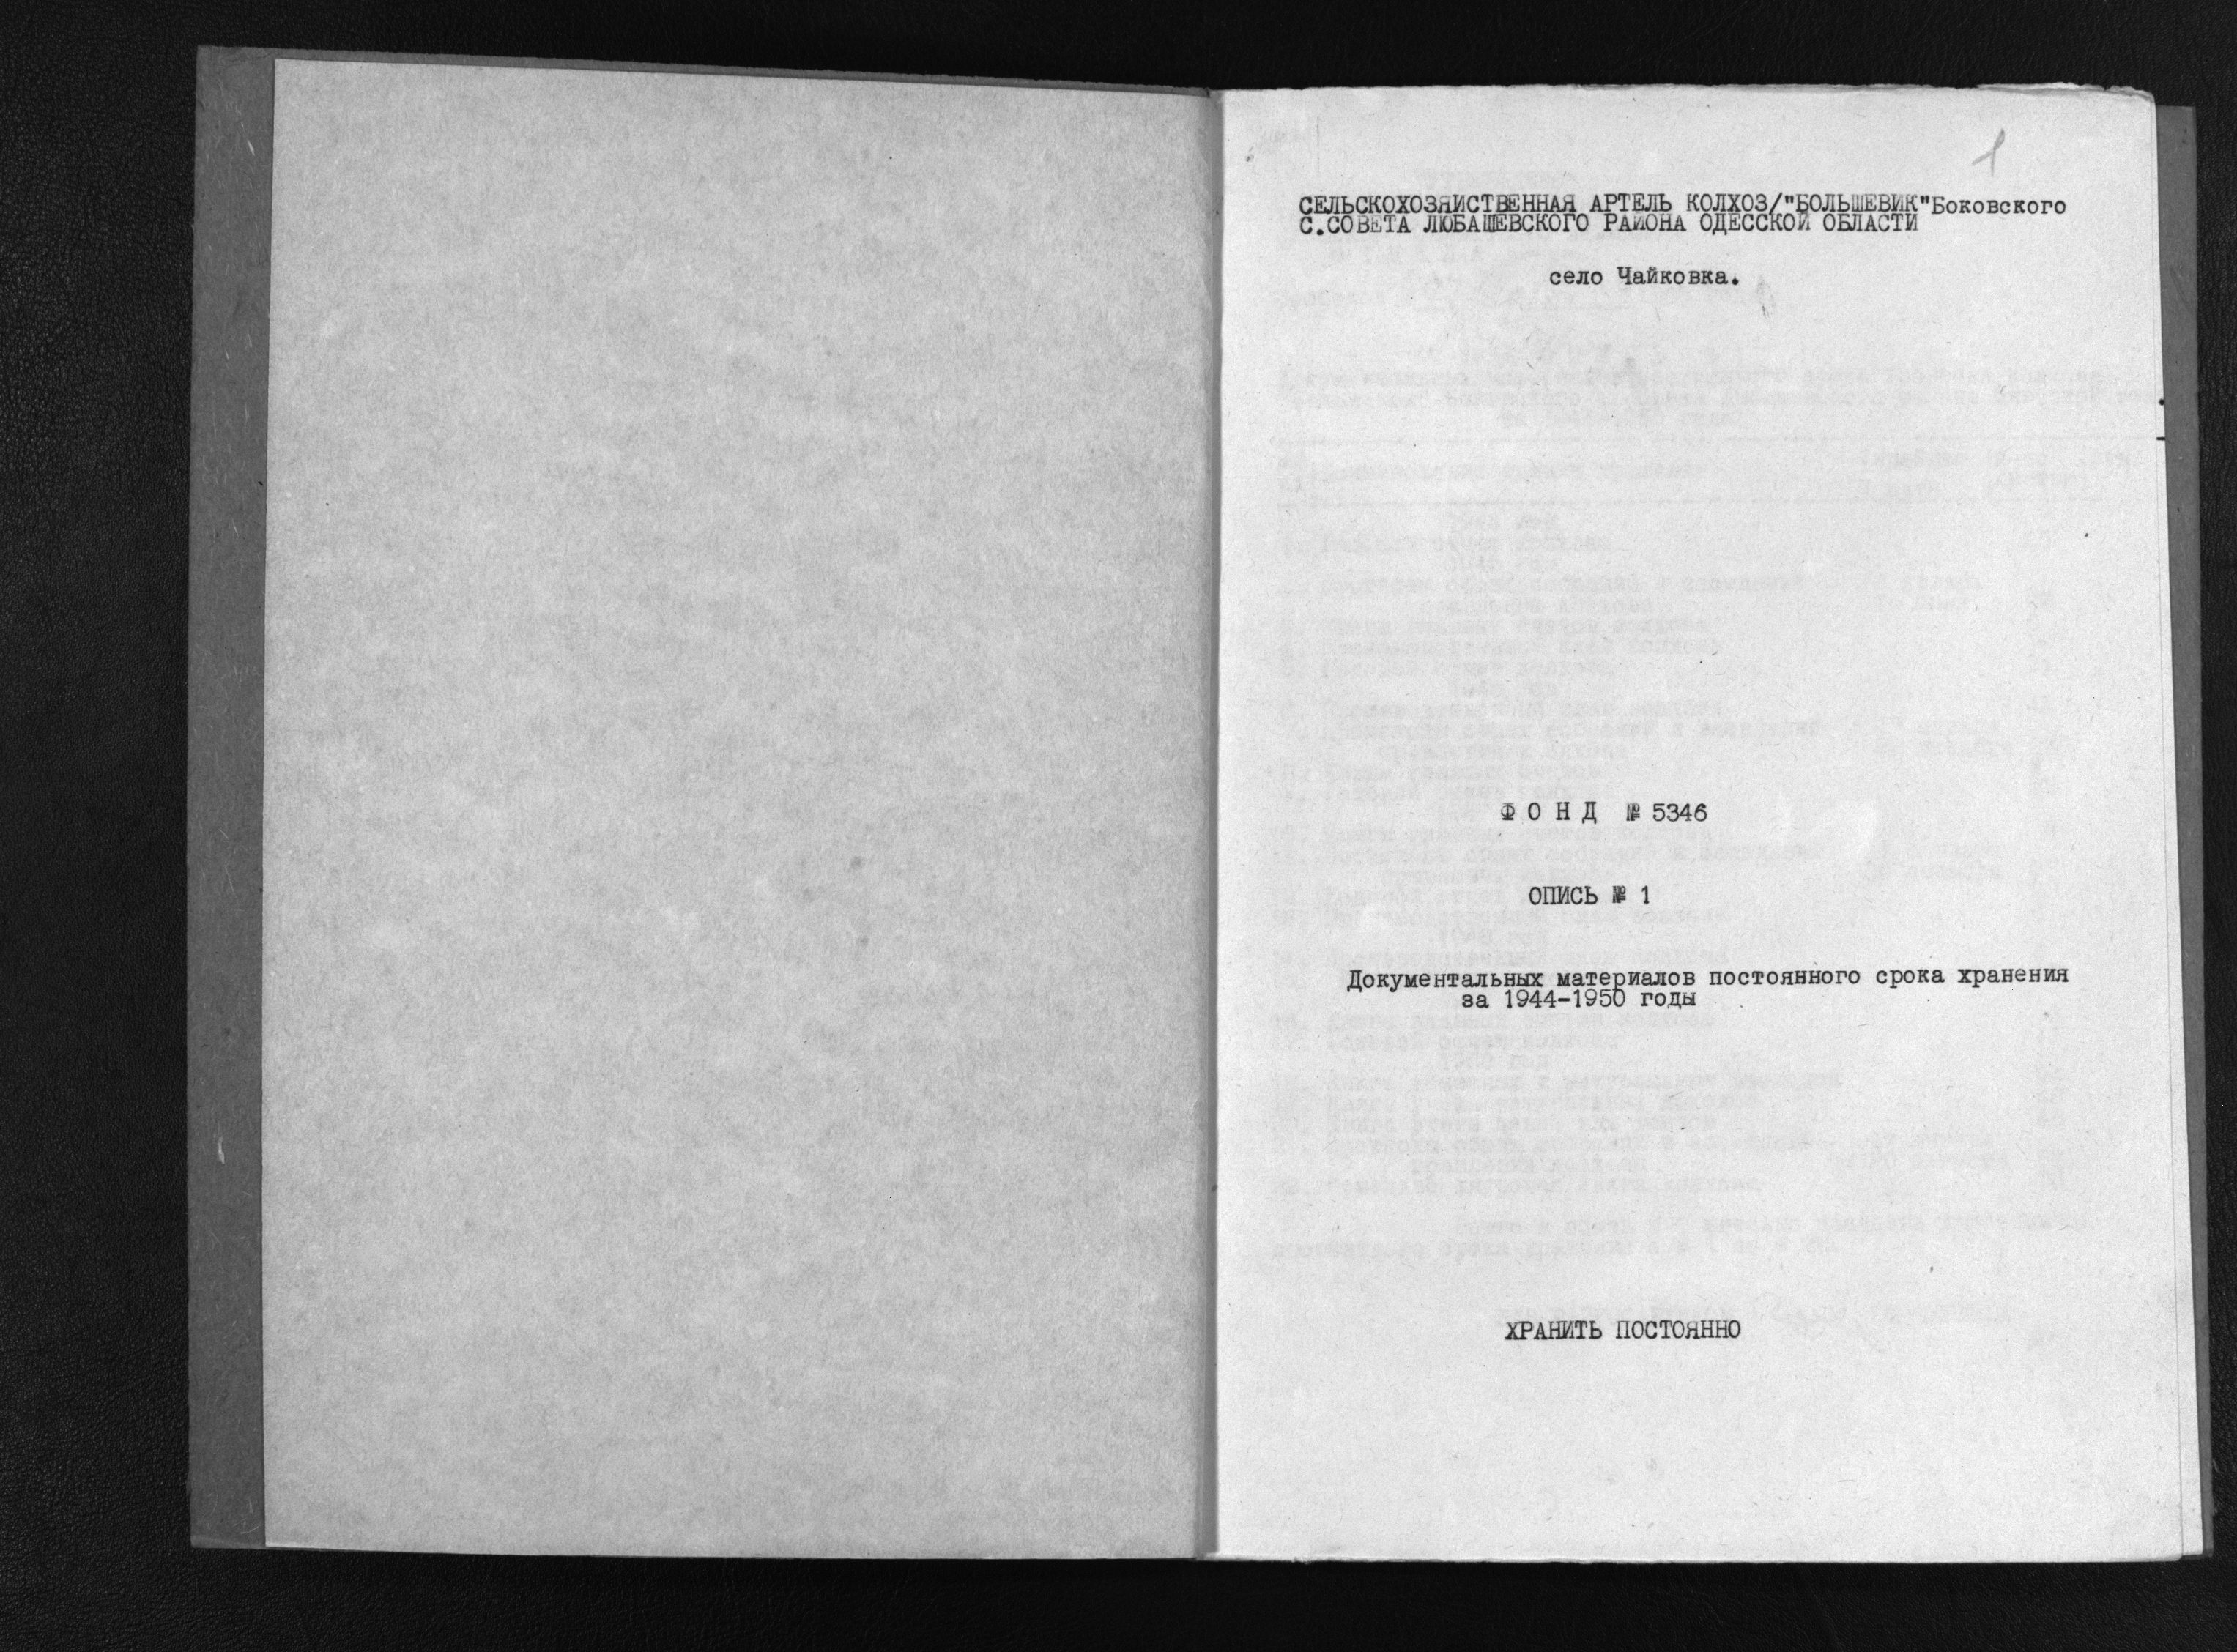 1
СЕЛЬСКОХОЗЯЙСТВЕННАЯ АРТЕЛЬ КОЛХОЗ/"БОЛЬШЕВИК"Боковского
С.СОВЕТА ЛЮБАШЕВСКОГО РАЙОНА ОДЕССКОЙ ОБЛАСТИ
село Чайковка.
Ф О Н Д № 5346
ОПИСЬ № 1
Документальных материалов постоянного срока хранения
за 1944-1950 годы
ХРАНИТЬ ПОСТОЯННО